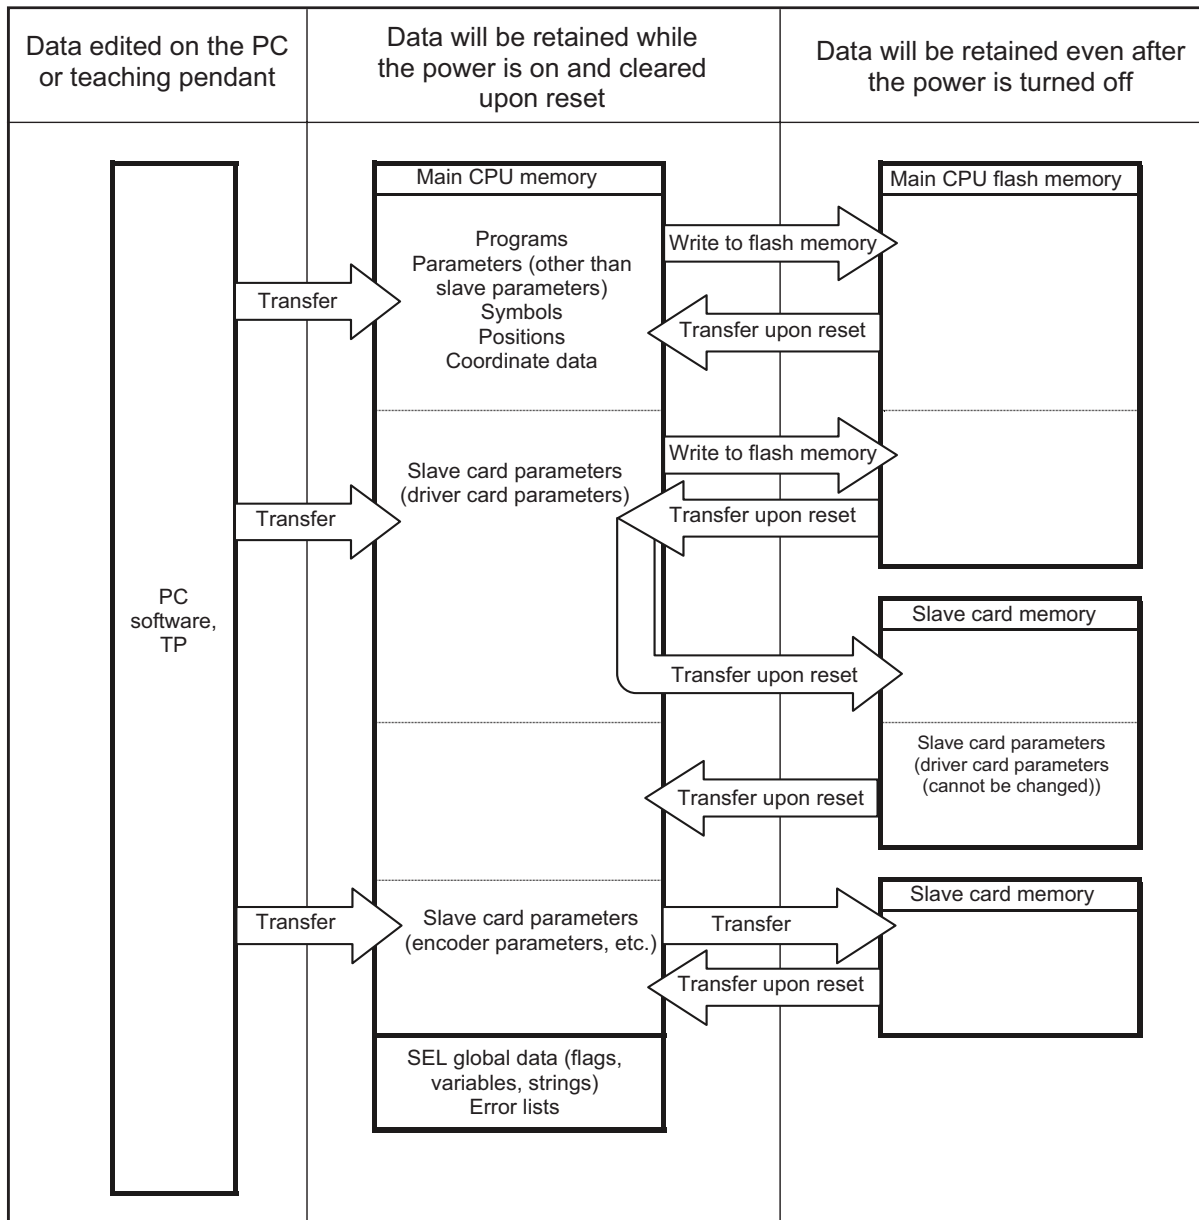 Data edited on the PC
or teaching pendant
Data will be retained while
the power is on and cleared
upon reset
Data will be retained even after
the power is turned off
PC
software,
TP
Transfer
Transfer
Transfer
Main CPU memory
Programs
Parameters (other than
slave parameters)
Symbols
Positions
Coordinate data
Slave card parameters
(driver card parameters)
Slave card parameters
(encoder parameters, etc.)
SEL global data (flags,
variables, strings)
Error lists
Write to flash memory
Transfer upon reset
Write to flash memory
Transfer upon reset
Transfer upon reset
Transfer upon reset
Transfer
Transfer upon reset
Main CPU flash memory
Slave card memory
Slave card parameters
(driver card parameters
(cannot be changed))
Slave card memory